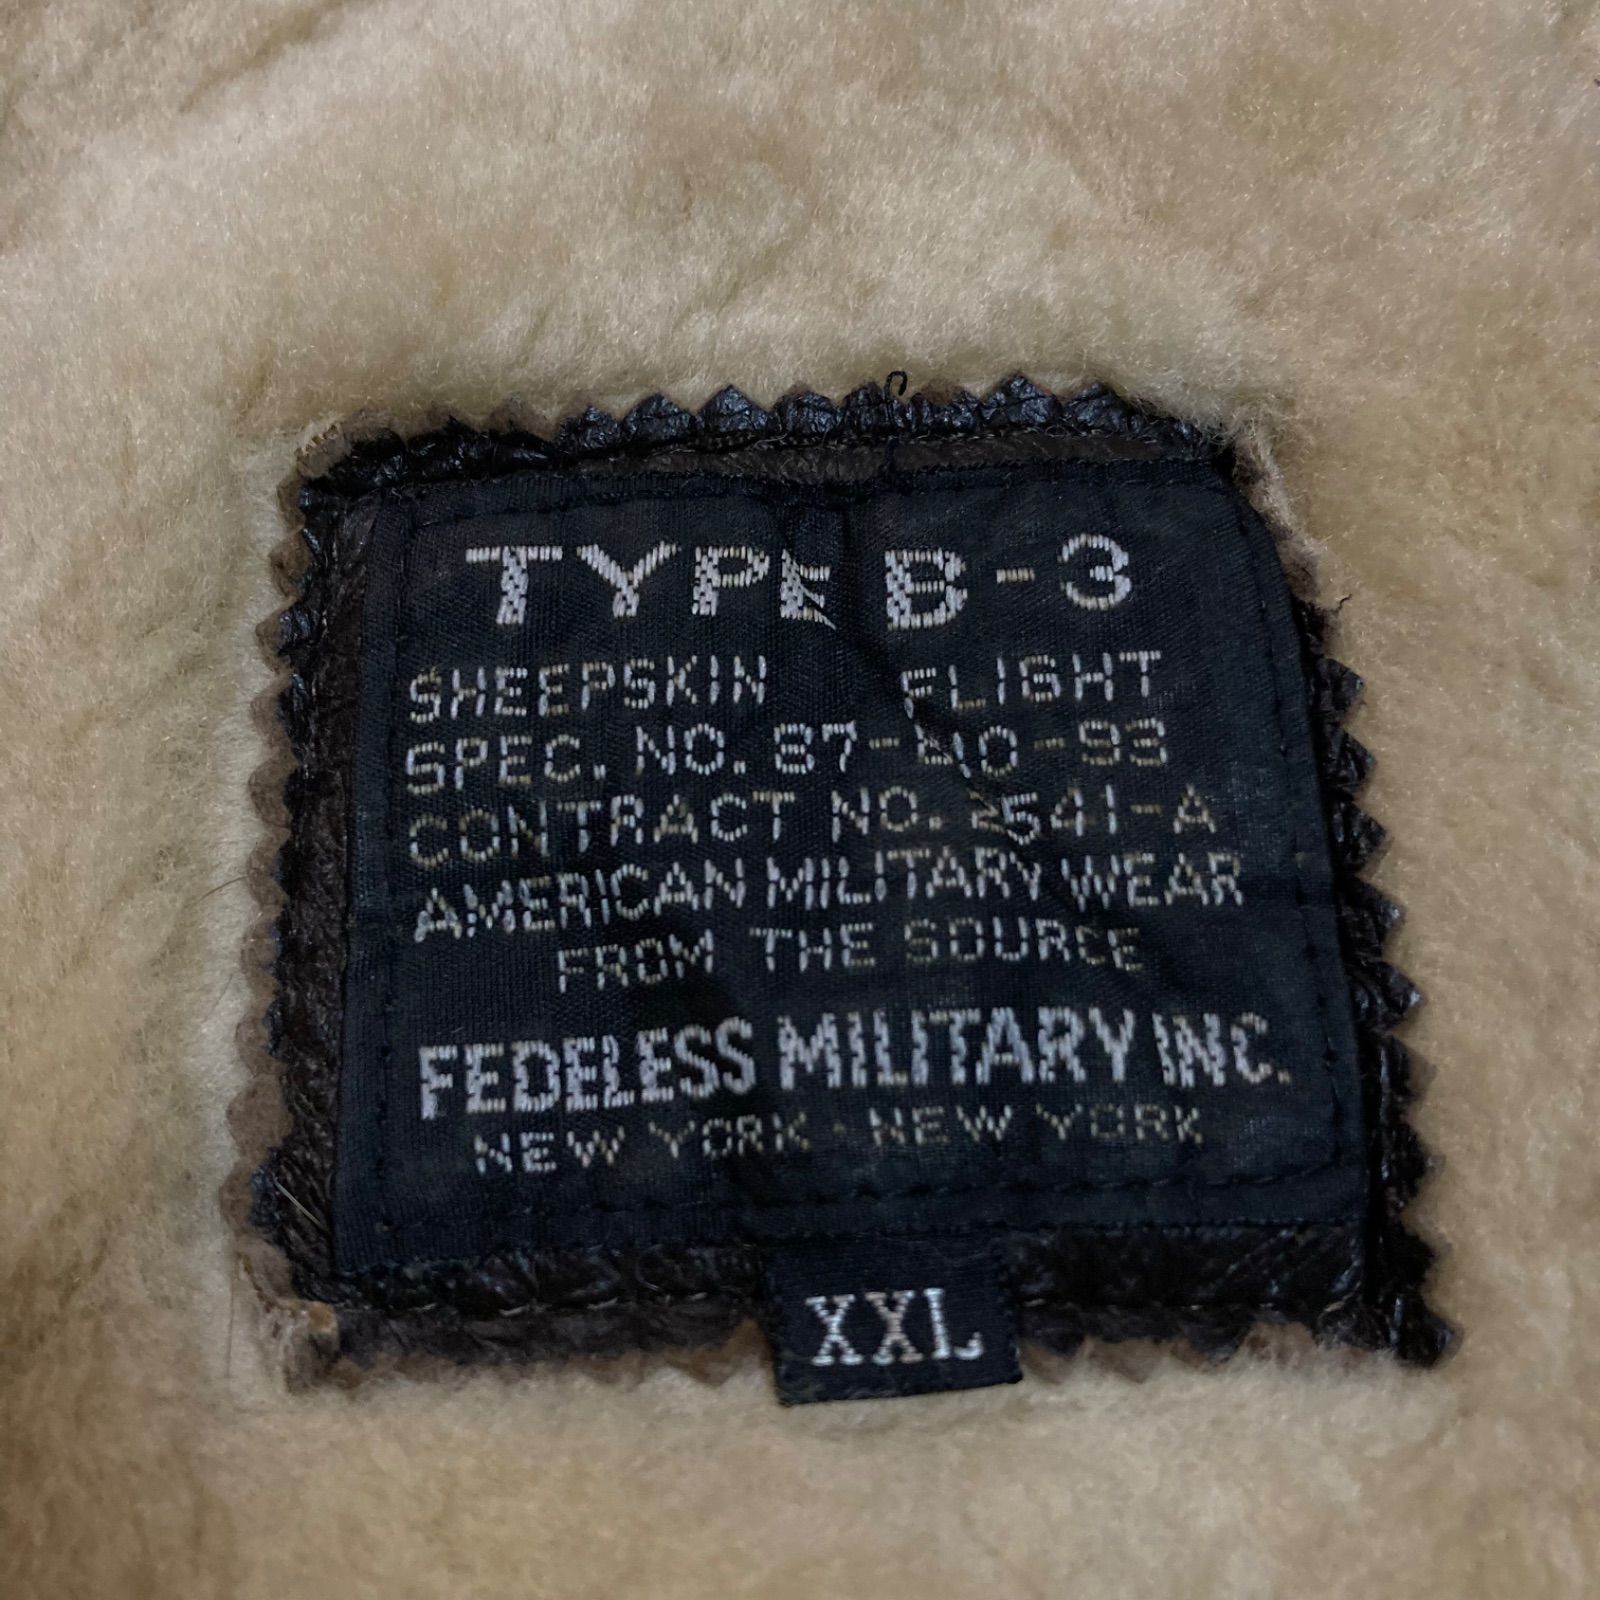 TYPE B-3
SHEEPSKIN FLIGHT
SPEC. NO.
CONTRACT NO.
AMERICAN MILITARY WEAR
FROM THE SOURCE
FEDELESS MILITARY INC.
NEW YORK · NEW YORK
XXL